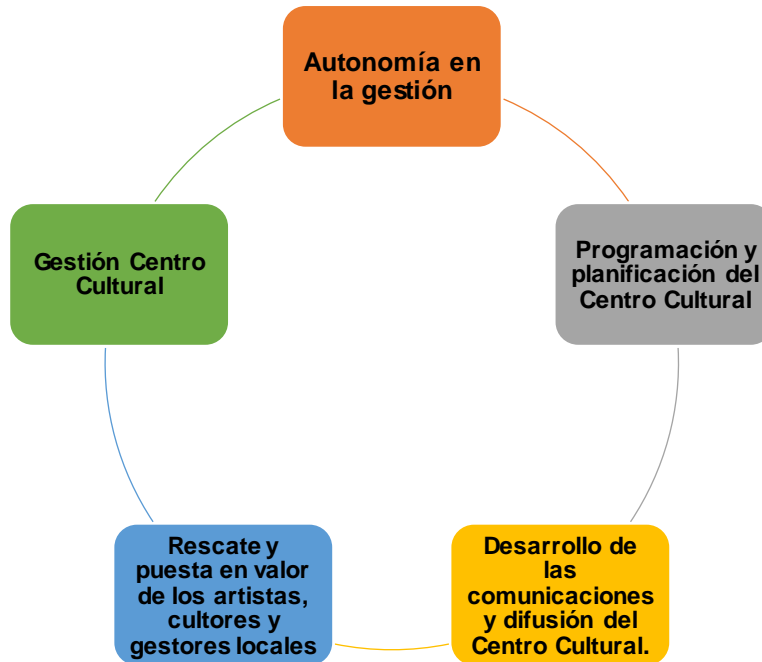 Autonomía en
la gestión
Programación y
planificación del
Centro Cultural
Desarrollo de
las
comunicaciones
y difusión del
Centro Cultural.
Rescate y
puesta en valor
de los artistas,
cultores y
gestores locales
Gestión Centro
Cultural